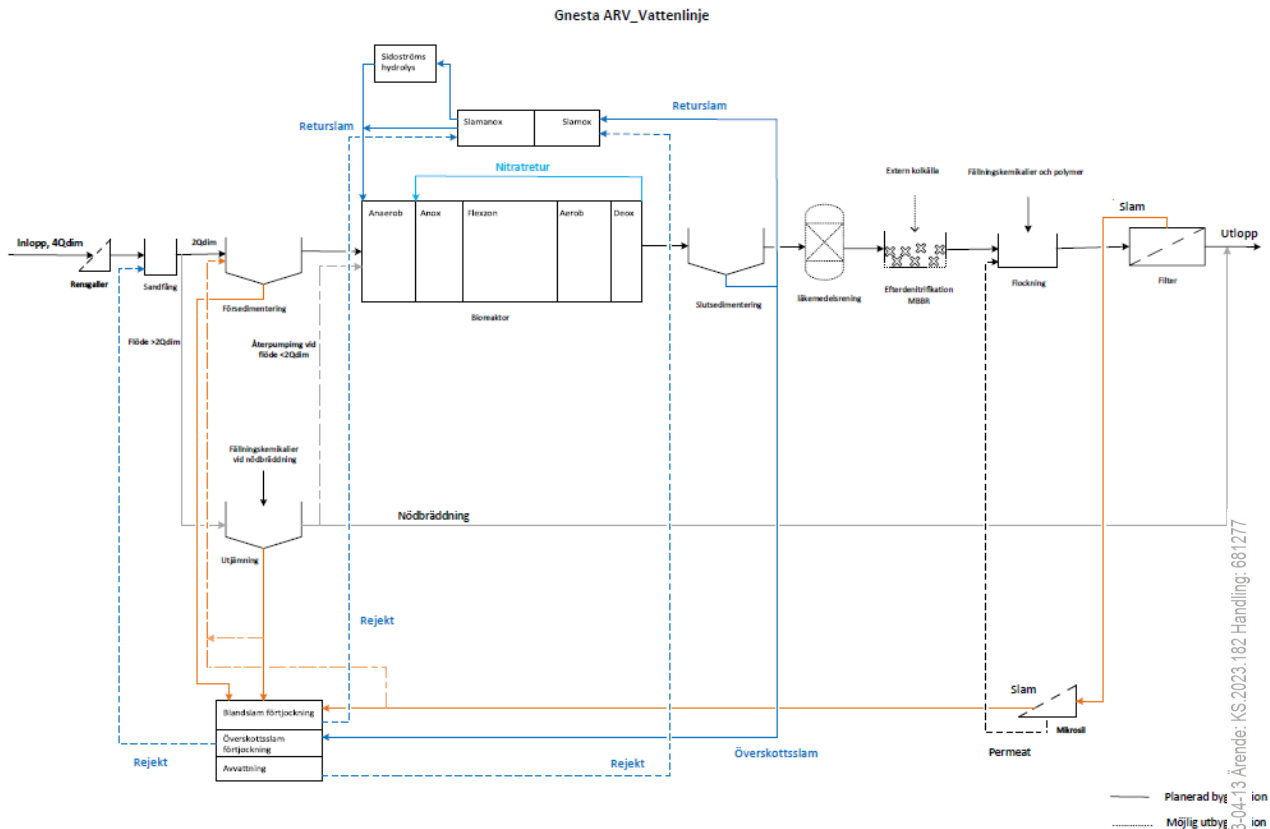 Gnesta ARV_Vattenlinje
Sidoströms
hydrolys
Returslam
Slamanox
Slamox
Returslam
Nitratretur
Extern kolkälla
Fällningskemikalier och polymer
Anaerob
Anox
Flexzon
Aerob
Deox
Slam
Inlopp, 4Qdim
2Qdim
Utlopp
Rensgaller
Sandfång
Försedimentering
Slutsedimentering
Läkemedelsrening
Efterdenitrifikation
MBBR
Flockning
Filter
Bioreaktor
Flöde >2Qdim
Återpumpimg vid
flöde <2Qdim
Fällningskemikalier
vid nödbräddning
Nödbräddning
Utjämning
Rejekt
Slam
Blandslam förtjockning
Mikrosil
Överskottsslam
förtjockning
Överskottsslam
Permeat
Rejekt
Rejekt
Avvattning
Planerad
Möjlig
3-04-13 Ärende: KS.2023.182 Handling: 681277